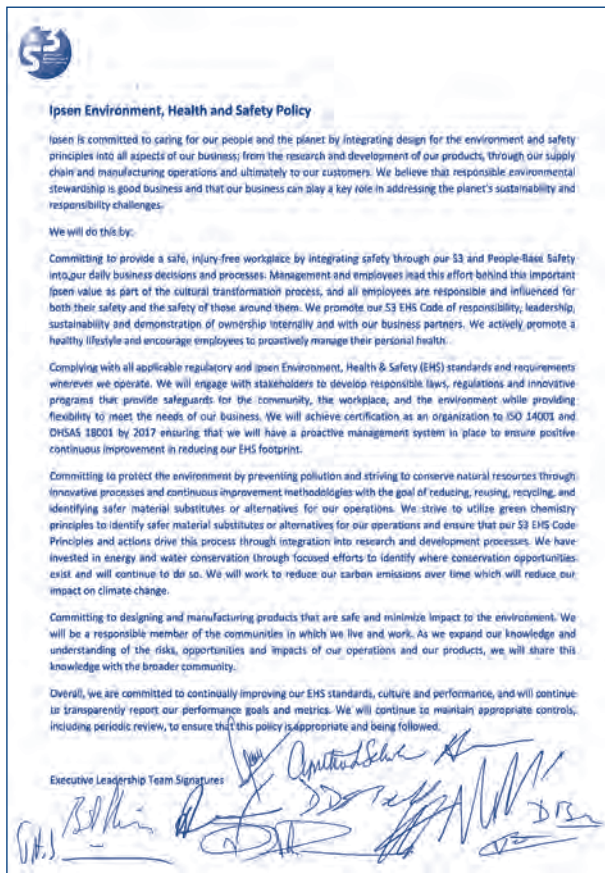 S3
Ipsen Environment, Health and Safety Policy
Ipsen is committed to caring for our people and the planet by integrating design for the environment and safety
principles into all aspects of our business; from the research and development of our products, through our supply
chain and manufacturing operations and ultimately to our customers. We believe that responsible environmental
stewardship is good business and that our business can play a key role in addressing the planet's sustainability and
responsibility challenges.
We will do this by:
Committing to provide a safe, injury-free workplace by integrating safety through our S3 and People-Base Safety
into our daily business decisions and processes. Management and employees lead this effort behind this important
Ipsen value as part of the cultural transformation process, and all employees are responsible and influenced for
both their safety and the safety of those around them. We promote our S3 EHS Code of responsibility, leadership,
sustainability and demonstration of ownership internally and with our business partners. We actively promote a
healthy lifestyle and encourage employees to proactively manage their personal health.
Complying with all applicable regulatory and Ipsen Environment, Health & Safety (EHS) standards and requirements
wherever we operate. We will engage with stakeholders to develop responsible laws, regulations and innovative
programs that provide safeguards for the community, the workplace, and the environment while providing
flexibility to meet the needs of our business. We will achieve certification as an organization to ISO 14001 and
OHSAS 18001 by 2017 ensuring that we will have a proactive management system in place to ensure positive
continuous improvement in reducing our EHS footprint.
Committing to protect the environment by preventing pollution and striving to conserve natural resources through
innovative processes and continuous improvement methodologies with the goal of reducing, reusing, recycling, and
identifying safer material substitutes or alternatives for our operations. We strive to utilize green chemistry
principles to identify safer material substitutes or alternatives for our operations and ensure that our S3 EHS Code
Principles and actions drive this process through integration into research and development processes. We have
invested in energy and water conservation through focused efforts to identify where conservation opportunities
exist and will continue to do so. We will work to reduce our carbon emissions over time which will reduce our
impact on climate change.
Committing to designing and manufacturing products that are safe and minimize impact to the environment. We
will be a responsible member of the communities in which we live and work. As we expand our knowledge and
understanding of the risks, opportunities and impacts of our operations and our products, we will share this
knowledge with the broader community.
Overall, we are committed to continually improving our EHS standards, culture and performance, and will continue
to transparently report our performance goals and metrics. We will continue to maintain appropriate controls,
including periodic review, to ensure that this policy is appropriate and being followed.
Executive Leadership Team Signatures